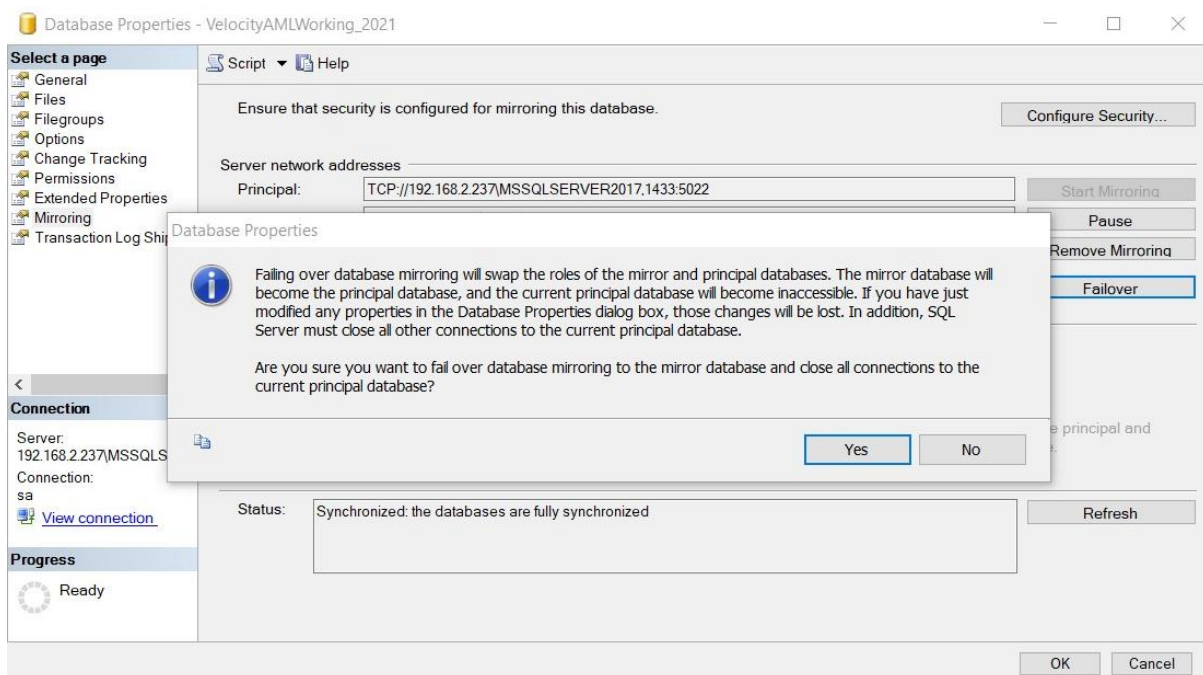 Database Properties - VelocityAMLWorking_2021
Select a page
General
Files
Filegroups
Options
Change Tracking
Permissions
Extended Properties
Mirroring
Transaction Log Ship
Script
Help
Ensure that security is configured for mirroring this database.
Configure Security...
Server network addresses
Principal:
TCP://192.168.2.237\MSSQLSERVER2017,1433:5022
Start Mirroring
Pause
Remove Mirroring
Failover
Database Properties
Failing over database mirroring will swap the roles of the mirror and principal databases. The mirror database will
become the principal database, and the current principal database will become inaccessible. If you have just
modified any properties in the Database Properties dialog box, those changes will be lost. In addition, SQL
Server must close all other connections to the current principal database.
Are you sure you want to fail over database mirroring to the mirror database and close all connections to the
current principal database?
Yes
No
e principal and
Connection
Server:
192.168.2.237\MSSQLS
Connection:
sa
View connection
Progress
Ready
Status:
Synchronized: the databases are fully synchronized
Refresh
OK
Cancel